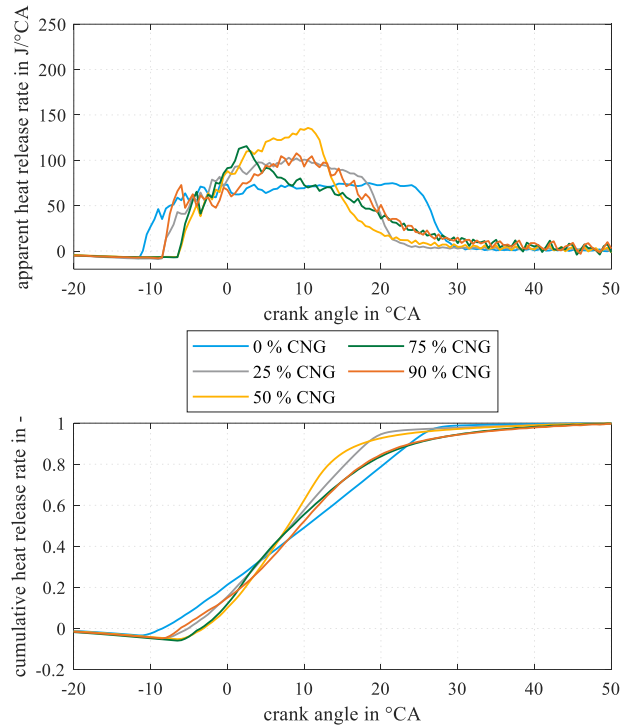 apparent heat release rate in J/°CA
250
200
150
100
50
0
-20 -10 0 10 20 30 40 50
crank angle in °CA
0 % CNG 75 % CNG
25 % CNG 90 % CNG
50 % CNG
cumulative heat release rate in -
1
0.8
0.6
0.4
0.2
0
-0.2
-20 -10 0 10 20 30 40 50
crank angle in °CA